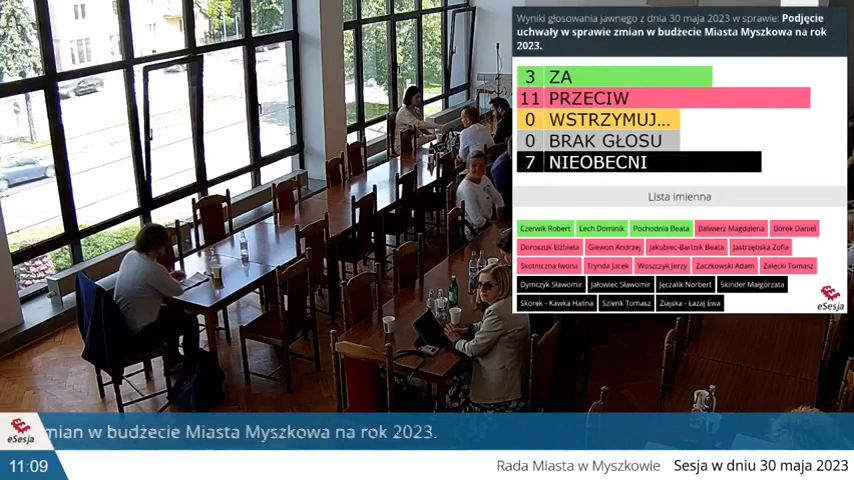 Wyniki głosowania jawnego z dnia 30 maja 2023 w sprawie: Podjęcie
uchwały w sprawie zmian w budżecie Miasta Myszkowa na rok
2023.
3 ZA
11 PRZECIW
0 WSTRZYMUJ...
0 BRAK GŁOSU
7 NIEOBECNI
Lista imienna
Czerwik Robert Lech Dominik Pochodnia Beata Balwierz Magdalena Borek Daniel
Doroszuk Elżbieta Giewon Andrzej Jakubiec-Bartnik Beata Jastrzębska Zofia
Skotniczna Iwona Trynda Jacek Woszczyk Jerzy Zaczkowski Adam Załęcki Tomasz
Dymczyk Sławomir Jałowiec Sławomir Jęczalik Norbert Skinder Małgorzata
Skorek - Kawka Halina Szlenk Tomasz Ziajska - Łazaj Ewa
eSesja
eSesja
mian w budżecie Miasta Myszkowa na rok 2023.
11:09
Rada Miasta w Myszkowie Sesja w dniu 30 maja 2023